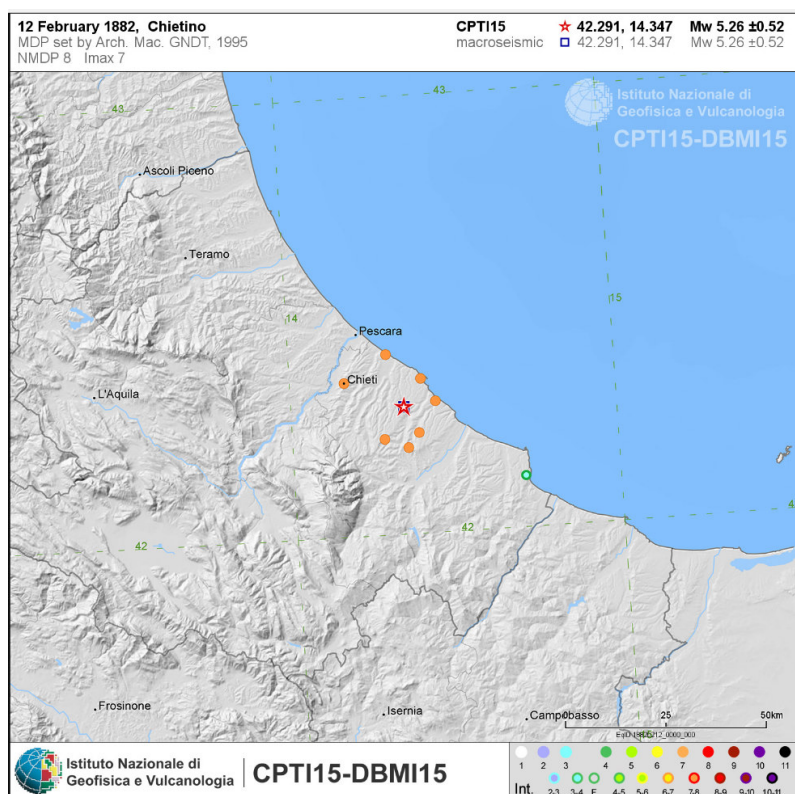 12 February 1882, Chietino
MDP set by Arch. Mac. GNDT, 1995
NMDP 8 Imax 7
CPTI15 42.291, 14.347 Mw 5.26 ±0.52
macroseismic 42.291, 14.347 Mw 5.26 ±0.52
Istituto Nazionale di
Geofisica e Vulcanologia
CPTI15-DBMI15
43
43
Ascoli Piceno
Teramo
15
14
Pescara
Chieti
L'Aquila
42
42
Frosinone
Isernia
Campobasso
0 25 50km
Istituto Nazionale di
Geofisica e Vulcanologia
CPTI15-DBMI15
1 2 3 4 5 6 7 8 9 10 11
Int. 2-3 3-4 F 4-5 5-6 6-7 7-8 8-9 9-10 10-11